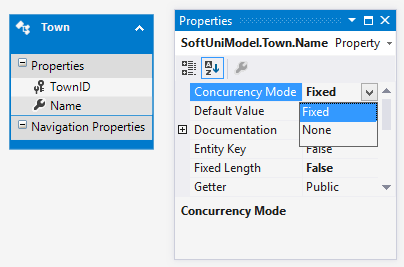 Town
Properties
TownID
Name
Navigation Properties
Properties
SoftUniModel.Town.Name Property
Concurrency Mode Fixed
Default Value Fixed
Documentation None
Entity Key False
Fixed Length False
Getter Public
Concurrency Mode